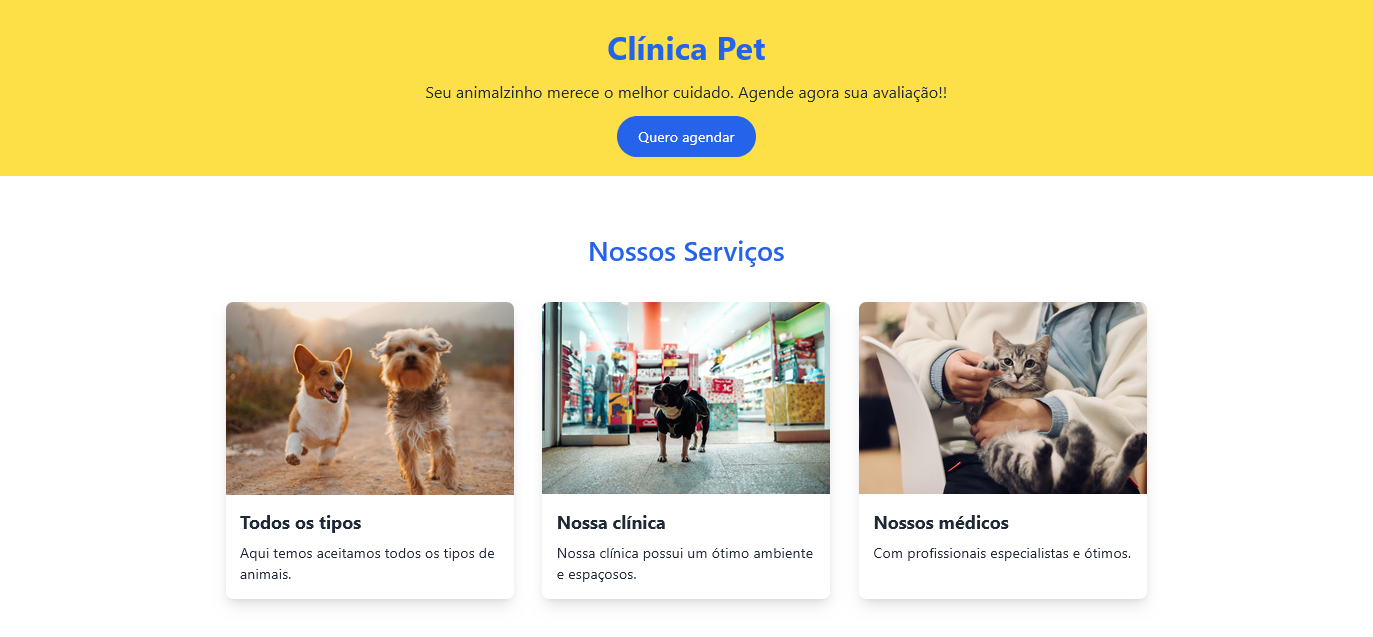 Clínica Pet
Seu animalzinho merece o melhor cuidado. Agende agora sua avaliação!!
Quero agendar
Nossos Serviços
Todos os tipos
Aqui temos aceitamos todos os tipos de
animais.
Nossa clínica
Nossa clínica possui um ótimo ambiente
e espaçosos.
Nossos médicos
Com profissionais especialistas e ótimos.